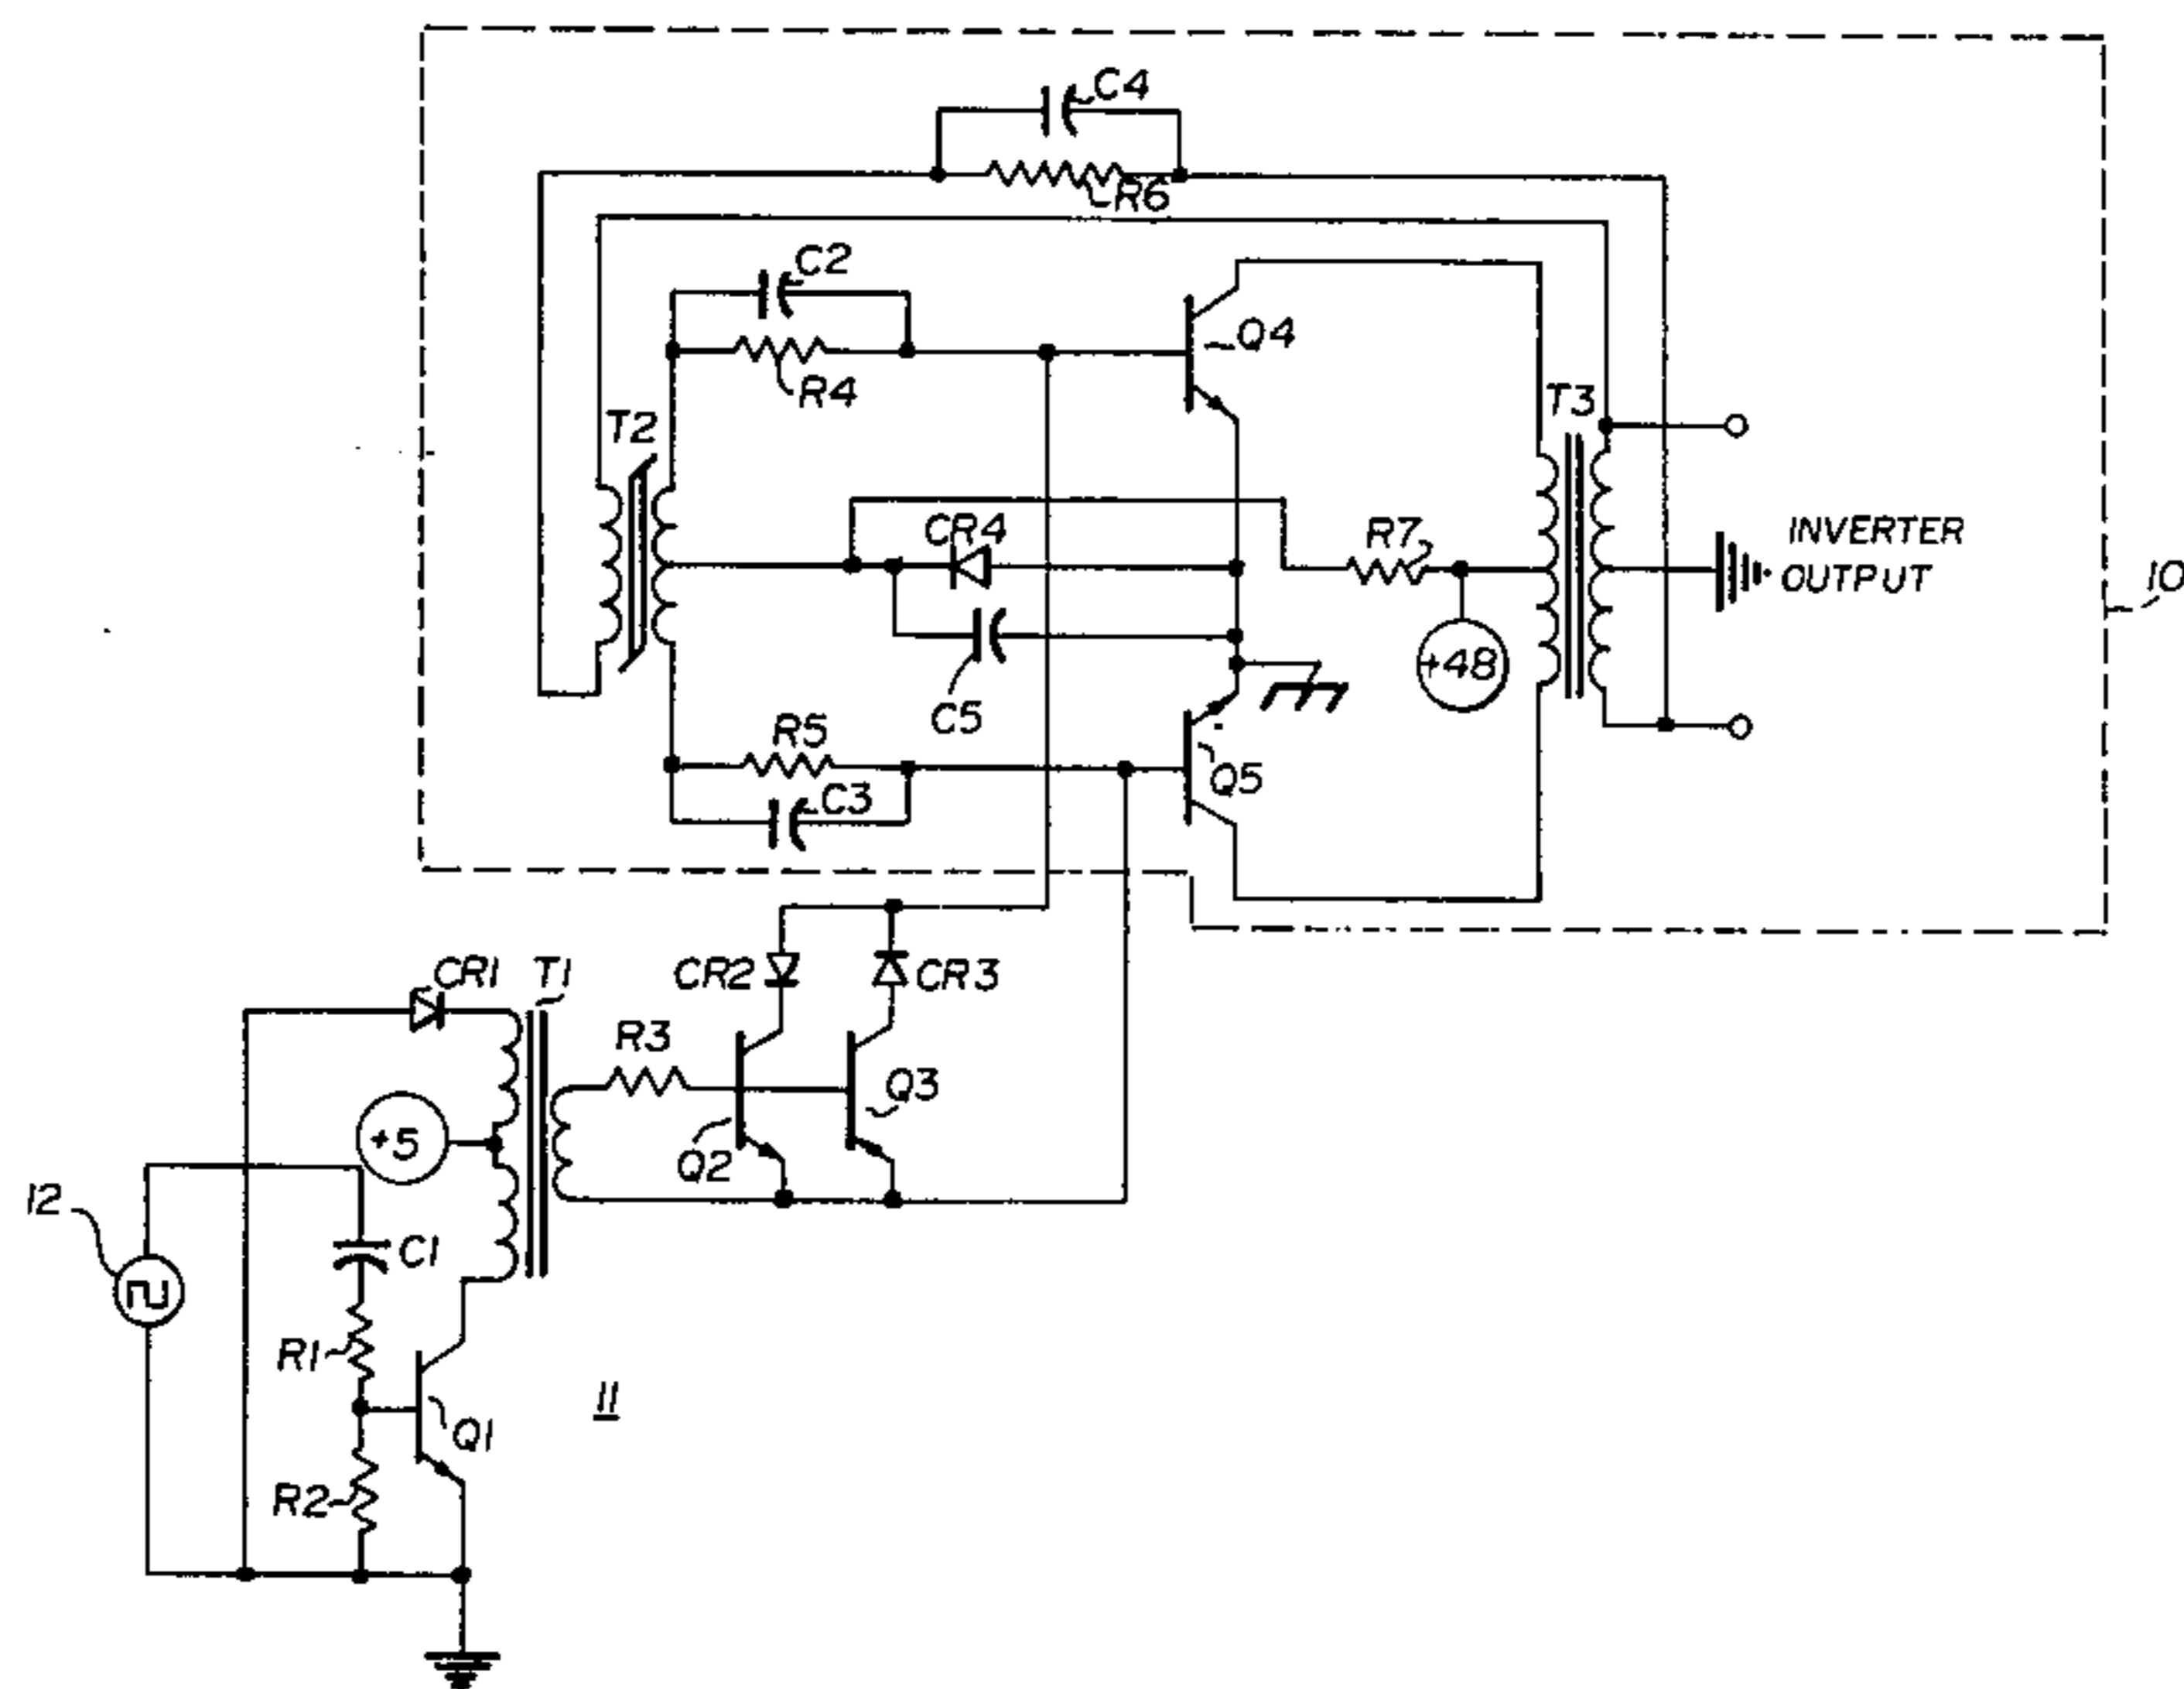 C4
R6
C2
Q4
R4
T3
T2
CR4
R7
INVERTER
OUTPUT
10
+48
C5
R5
Q5
C3
CR1
T1
CR2
CR3
R3
Q3
+5
Q2
12
C1
R1
11
Q1
R2